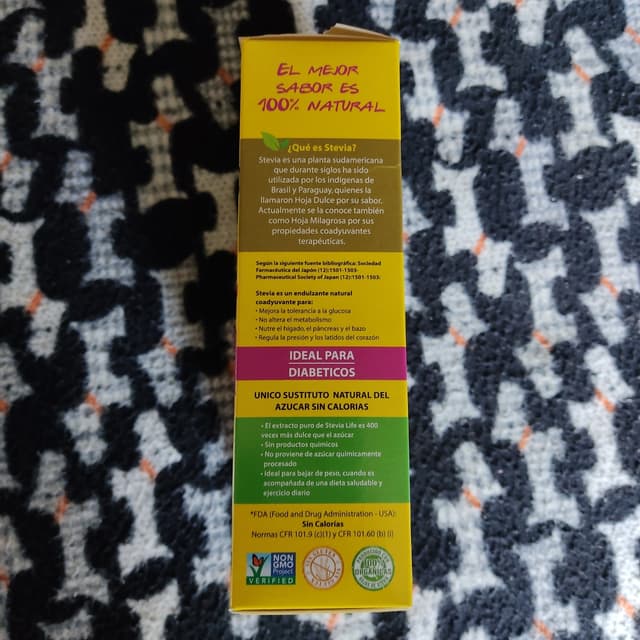 EL MEJOR
SABOR ES
100% NATURAL
¿Qué es Stevia?
Stevia es una planta sudamericana
que durante siglos ha sido
utilizada por los indígenas de
Brasil y Paraguay, quienes la
llamaron Hoja Dulce por su sabor.
Actualmente se la conoce también
como Hoja Milagrosa por sus
propiedades coadyuvantes
terapéuticas.
Según la siguiente fuente bibliográfica: Sociedad
Farmacéutica del Japón (12):1501-1503-
Pharmaceutical Society of Japan (12):1501-1503:
Stevia es un endulzante natural
coadyuvante para:
• Mejora la tolerancia a la glucosa
• No altera el metabolismo
• Nutre el hígado, el páncreas y el bazo
• Regula la presión y los latidos del corazón
IDEAL PARA
DIABETICOS
UNICO SUSTITUTO NATURAL DEL
AZUCAR SIN CALORIAS
• El extracto puro de Stevia Life es 400
veces más dulce que el azúcar
• Sin productos químicos
• No proviene de azúcar químicamente
procesado
• Ideal para bajar de peso, cuando es
acompañada de una dieta saludable y
ejercicio diario
*FDA (Food and Drug Administration - USA):
Sin Calorías
Normas CFR 101.9 (c)(1) y CFR 101.60 (b) (i)
NON
GMO
Project
VERIFIED
100%
ORGÁNICAS